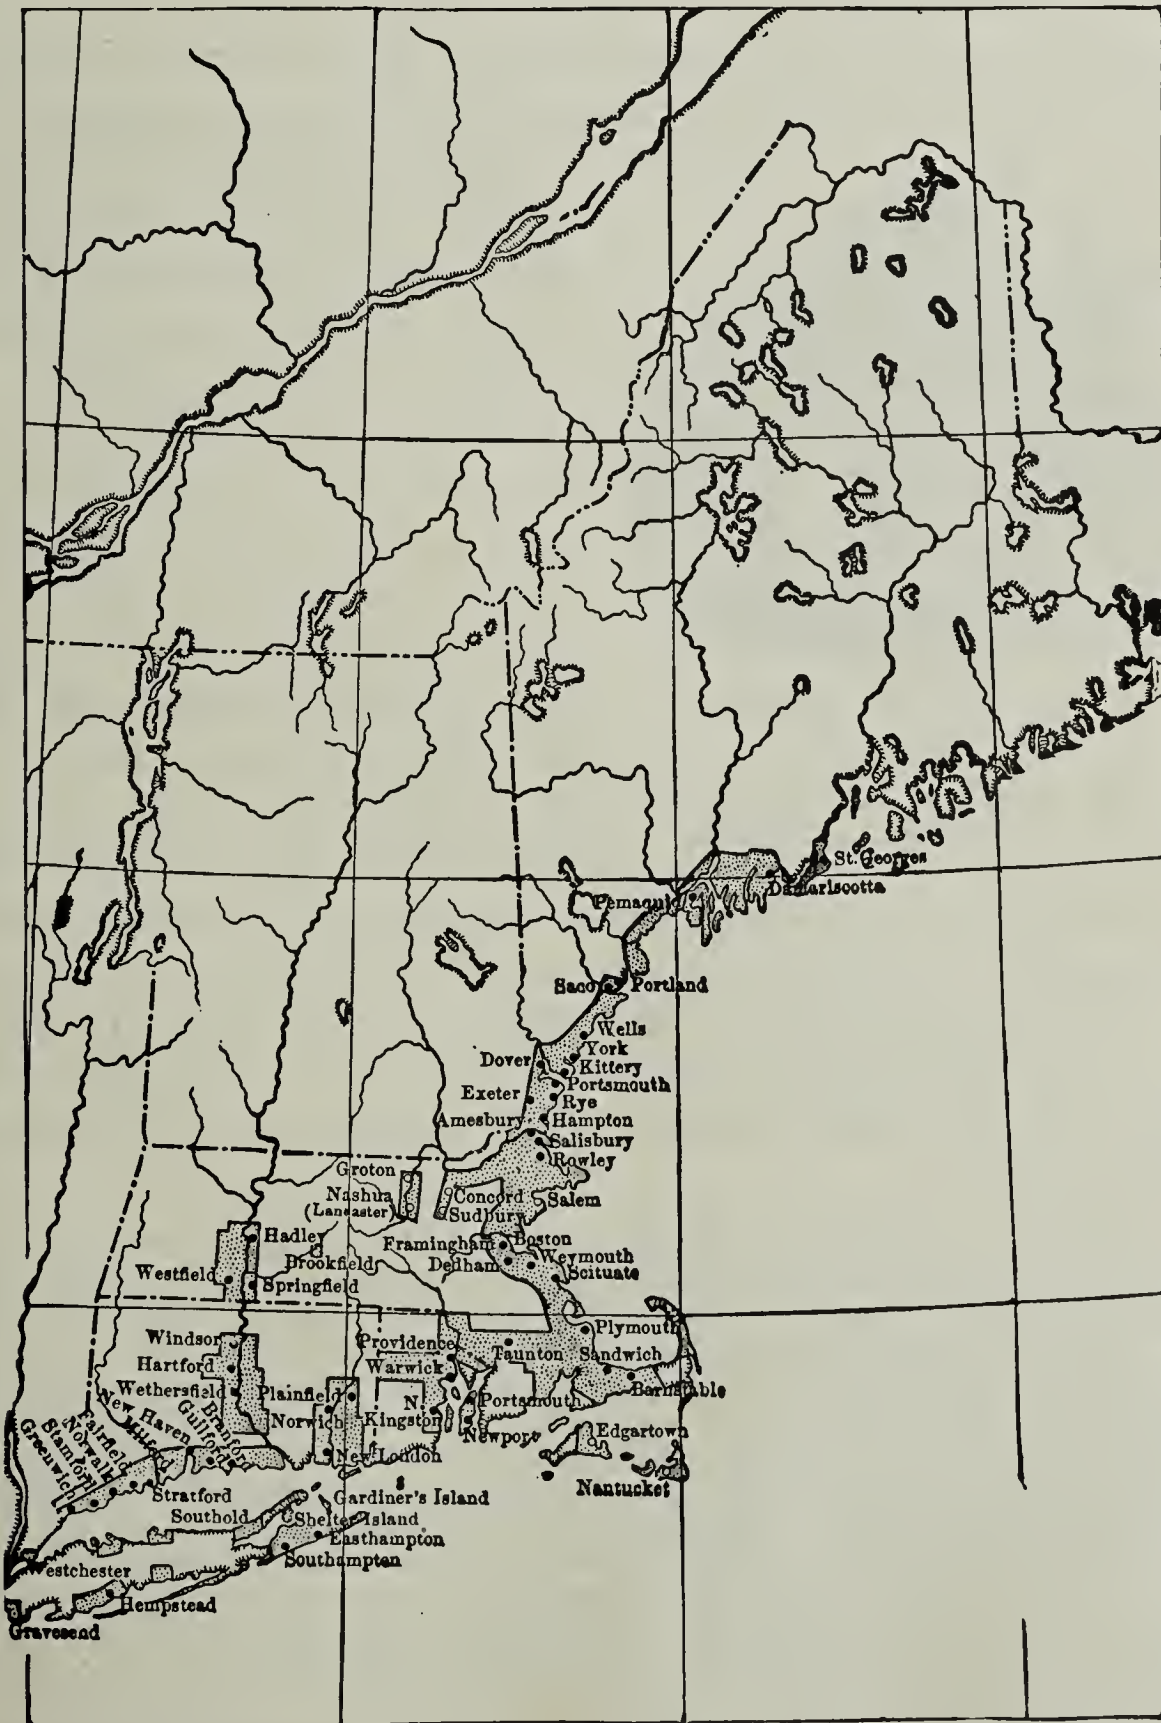 St. Georges
Damariscotta
Pemaquid
Saco
Portland
Wells
York
Dover
Kittery
Portsmouth
Exeter
Rye
Amesbury
Hampton
Salisbury
Rowley
Groton
Nashua
(Lancaster)
Concord
Sudbury
Salem
Hadley
Framingham
Boston
Brookfield
Dedham
Weymouth
Scituate
Westfield
Springfield
Windsor
Providence
Plymouth
Hartford
Warwick
Taunton
Sandwich
Wethersfield
Plainfield
Barnstable
Norwich
N.
Kingston
Portsmouth
Newport
Edgartown
New London
Nantucket
Branford
Guilford
New Haven
Milford
Fairfield
Norwalk
Stamford
Greenwich
Stratford
Gardiner's Island
Southold
Shelter Island
Easthampton
Southampton
Westchester
Hempstead
Gravesend